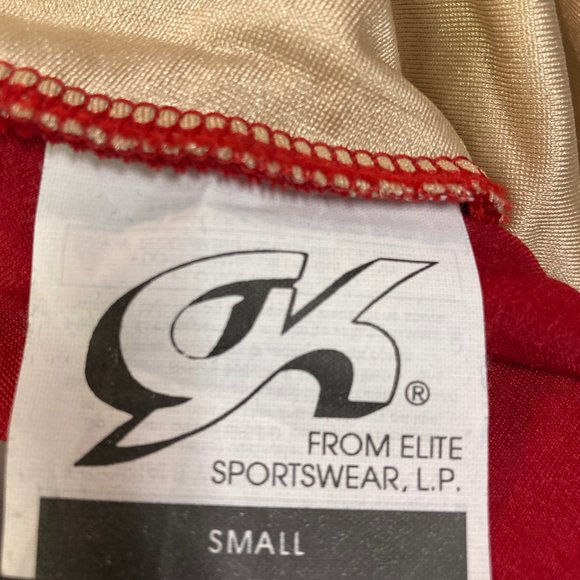 GK®
FROM ELITE
SPORTSWEAR, L.P.
SMALL